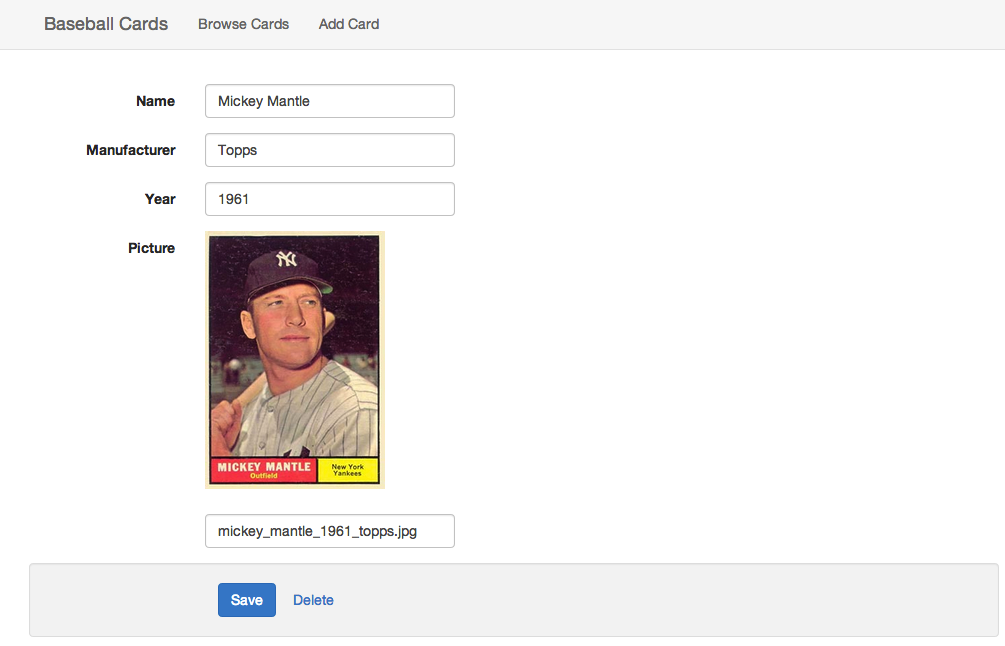 Baseball Cards Browse Cards Add Card
Name Mickey Mantle
Manufacturer Topps
Year 1961
Picture
NY
MICKEY MANTLE
Outfield
New York
Yankees
mickey_mantle_1961_topps.jpg
Save Delete